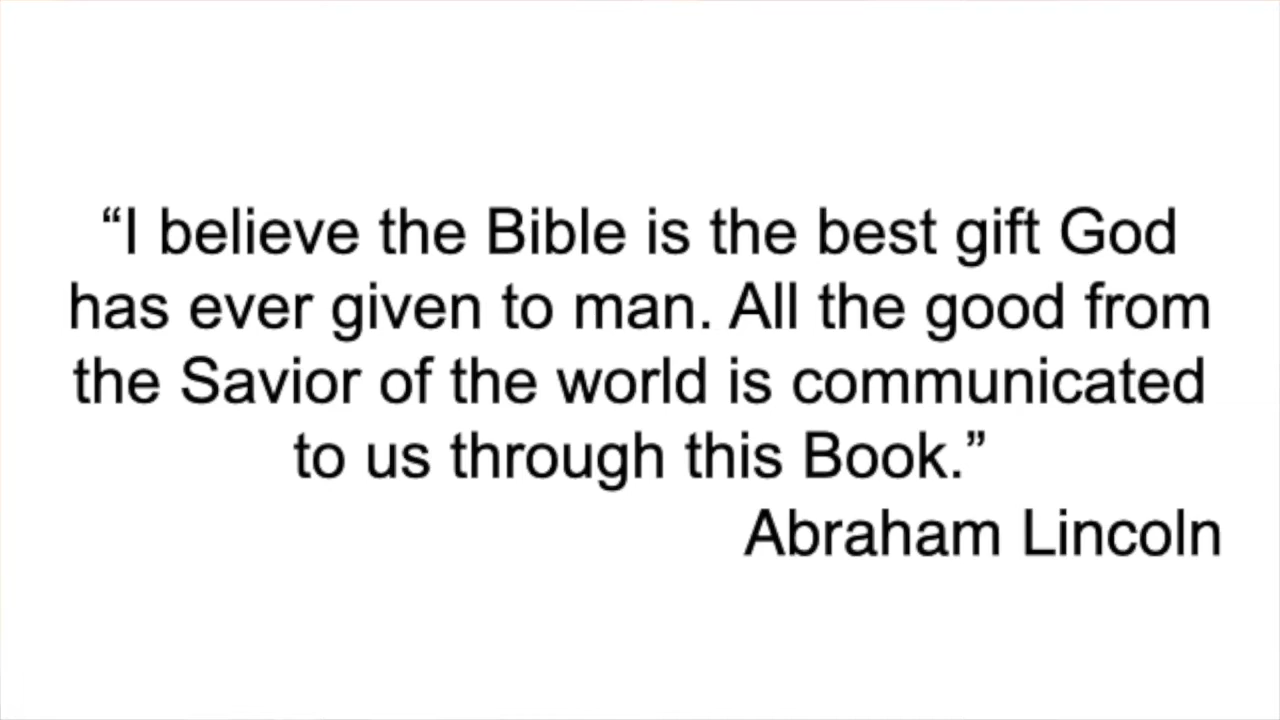 “I believe the Bible is the best gift God
has ever given to man. All the good from
the Savior of the world is communicated
to us through this Book.”
Abraham Lincoln